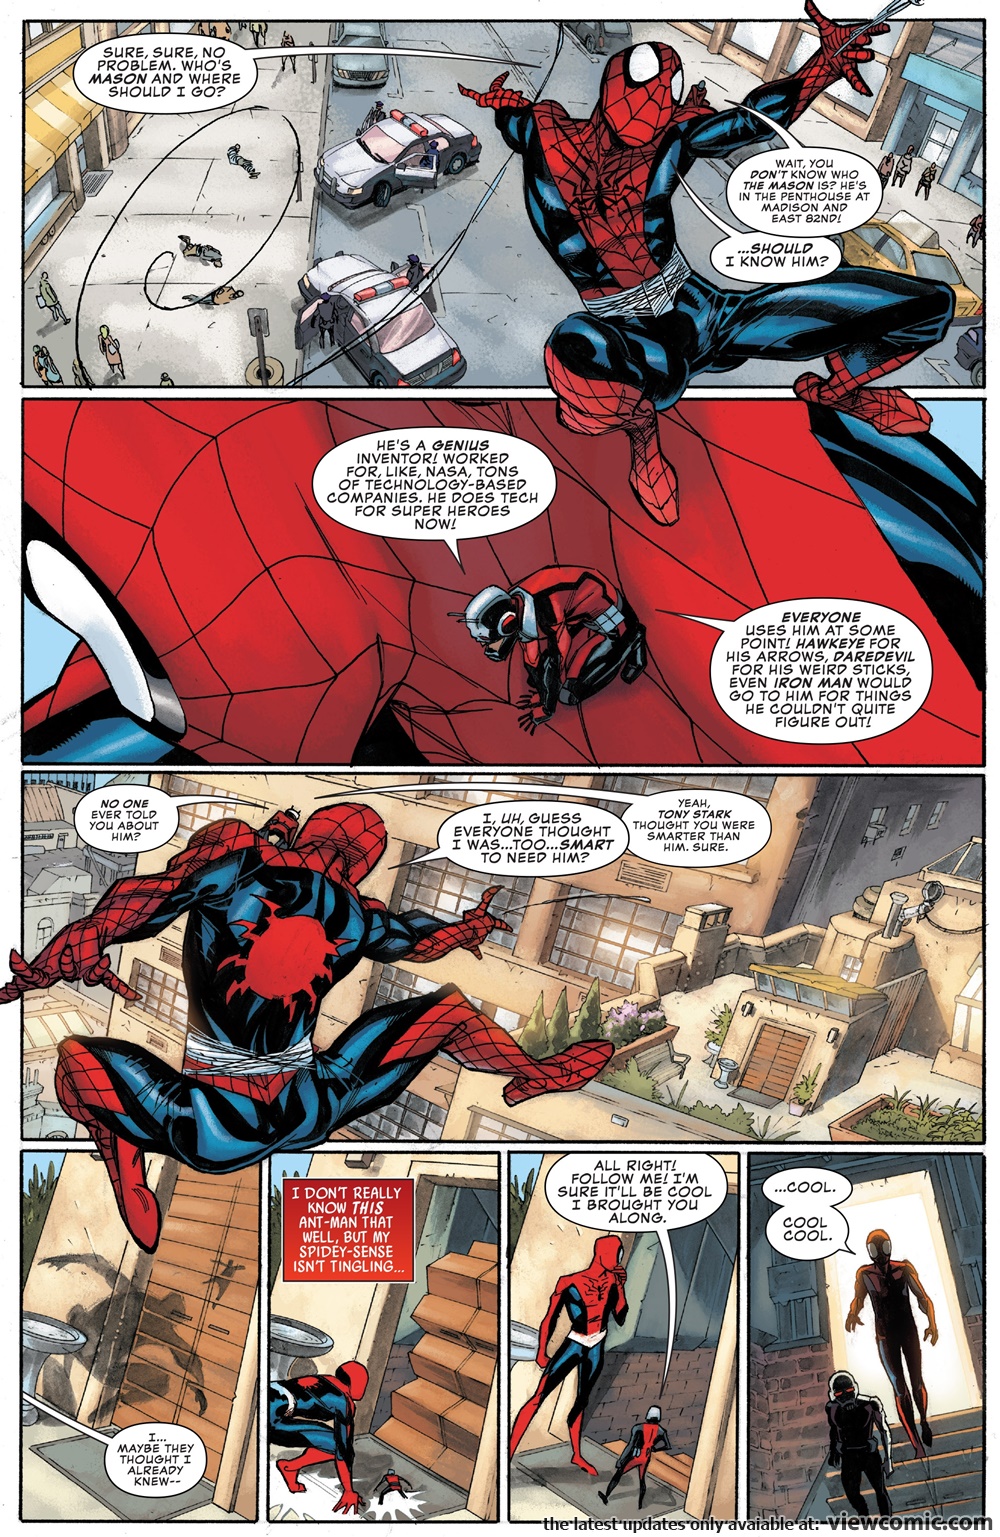 SURE, SURE, NO
PROBLEM. WHO'S
MASON AND WHERE
SHOULD I GO?
WAIT, YOU
DON'T KNOW WHO
THE MASON IS? HE'S
IN THE PENTHOUSE AT
MADISON AND
EAST 82ND!
...SHOULD
I KNOW HIM?
HE'S A GENIUS
INVENTOR! WORKED
FOR, LIKE, NASA, TONS
OF TECHNOLOGY-BASED
COMPANIES. HE DOES TECH
FOR SUPER HEROES
NOW!
EVERYONE
USES HIM AT SOME
POINT! HAWKEYE FOR
HIS ARROWS, DAREDEVIL
FOR HIS WEIRD STICKS,
EVEN IRON MAN WOULD
GO TO HIM FOR THINGS
HE COULDN'T QUITE
FIGURE OUT!
NO ONE
EVER TOLD
YOU ABOUT
HIM?
I, UH, GUESS
EVERYONE THOUGHT
I WAS...TOO...SMART
TO NEED HIM?
YEAH,
TONY STARK
THOUGHT YOU WERE
SMARTER THAN
HIM. SURE.
I...
MAYBE THEY
THOUGHT I
ALREADY
KNEW--
I DON'T REALLY
KNOW THIS
ANT-MAN THAT
WELL, BUT MY
SPIDEY-SENSE
ISN'T TINGLING...
ALL RIGHT!
FOLLOW ME! I'M
SURE IT'LL BE COOL
I BROUGHT YOU
ALONG.
...COOL.
COOL
COOL.
the latest updates only avaiable at: viewcomic.com